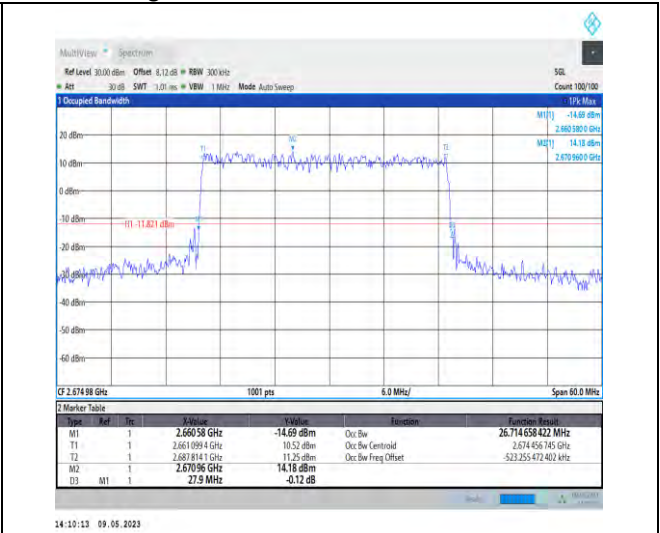 MultiView Spectrum
Ref Level 30.00 dBm Offset 8.12 dB RBW 300 kHz SGL
Att 30 dB SWT 1.01 ms VBW 1 MHz Mode Auto Sweep Count 100/100
1 Occupied Bandwidth 1Pk Max
M1[1] -14.69 dBm
2.660 580 0 GHz
M2[1] 14.18 dBm
2.670 960 0 GHz
20 dBm
10 dBm
0 dBm
-10 dBm
H1 -11.821 dBm
-20 dBm
-30 dBm
-40 dBm
-50 dBm
-60 dBm
T1
M2
T2
CF 2.674 98 GHz 1001 pts 6.0 MHz/ Span 60.0 MHz
2 Marker Table
Type Ref Trc X-Value Y-Value Function Function Result
M1 1 2.660 58 GHz -14.69 dBm Occ Bw 26.714 658 422 MHz
T1 1 2.661 099 4 GHz 10.52 dBm Occ Bw Centroid 2.674 456 745 GHz
T2 1 2.687 814 1 GHz 11.25 dBm Occ Bw Freq Offset -523.255 472 402 kHz
M2 1 2.670 96 GHz 14.18 dBm
D3 M1 1 27.9 MHz -0.12 dB
14:10:13 09.05.2023